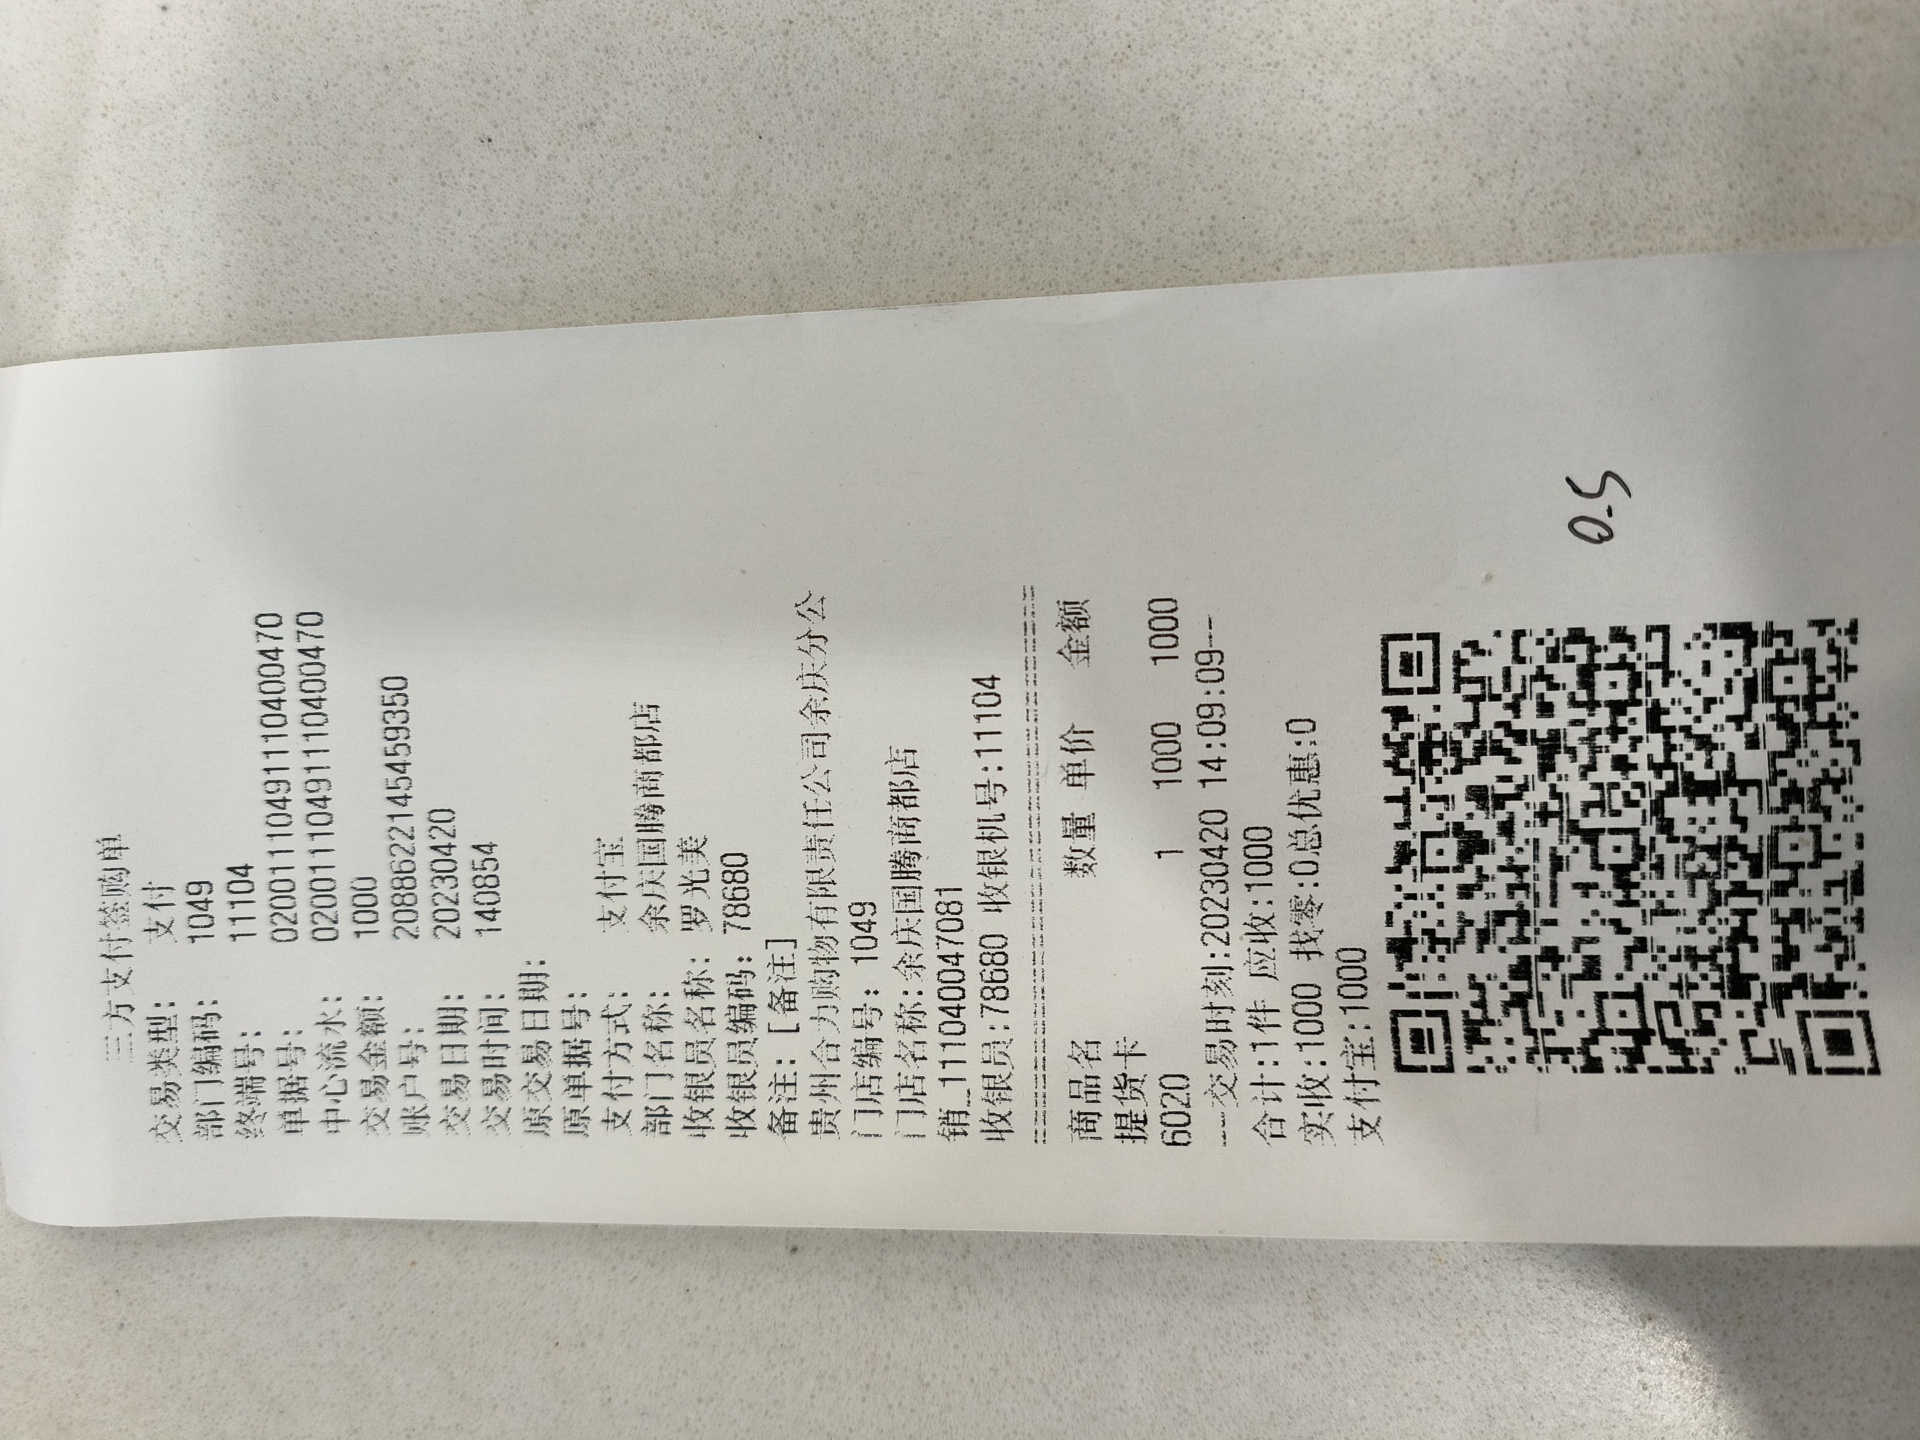 三方支付签购单
交易类型： 支付
部门编码： 1049
终端号： 11104
单据号： 02001110491110400470
中心流水： 02001110491110400470
交易金额： 1000
账户号： 2088622145459350
交易日期： 20230420
交易时间： 140854
原交易日期：
原单据号：
支付方式： 支付宝
部门名称： 余庆国腾商都店
收银员名称： 罗光美
收银员编码： 78680
备注：[备注]
贵州合力购物有限责任公司余庆分公
门店编号：1049
门店名称:余庆国腾商都店
销_111040047081
收银员:78680 收银机号:11104
商品名 数量 单价 金额
提货卡
6020 1 1000 1000
---交易时刻:20230420 14:09:09--
合计:1件 应收:1000
实收:1000 找零:0总优惠:0
支付宝:1000
0-5